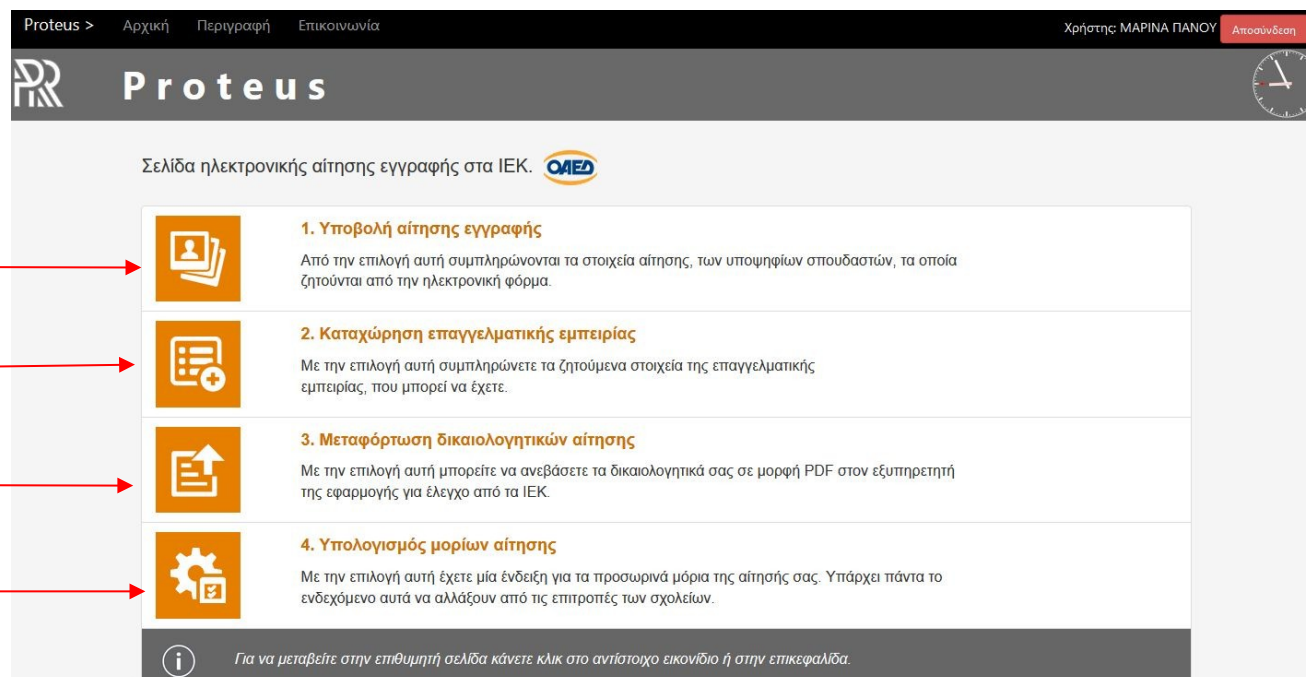 Proteus > Αρχική Περιγραφή Επικοινωνία Χρήστης: ΜΑΡΙΝΑ ΠΑΝΟΥ Αποσύνδεση
Proteus
Σελίδα ηλεκτρονικής αίτησης εγγραφής στα ΙΕΚ. ΟΑΕD
1. Υποβολή αίτησης εγγραφής
Από την επιλογή αυτή συμπληρώνονται τα στοιχεία αίτησης, των υποψηφίων σπουδαστών, τα οποία
ζητούνται από την ηλεκτρονική φόρμα.
2. Καταχώρηση επαγγελματικής εμπειρίας
Με την επιλογή αυτή συμπληρώνετε τα ζητούμενα στοιχεία της επαγγελματικής
εμπειρίας, που μπορεί να έχετε.
3. Μεταφόρτωση δικαιολογητικών αίτησης
Με την επιλογή αυτή μπορείτε να ανεβάσετε τα δικαιολογητικά σας σε μορφή PDF στον εξυπηρετητή
της εφαρμογής για έλεγχο από τα ΙΕΚ.
4. Υπολογισμός μορίων αίτησης
Με την επιλογή αυτή έχετε μία ένδειξη για τα προσωρινά μόρια της αίτησής σας. Υπάρχει πάντα το
ενδεχόμενο αυτά να αλλάξουν από τις επιτροπές των σχολείων.
Για να μεταβείτε στην επιθυμητή σελίδα κάνετε κλικ στο αντίστοιχο εικονίδιο ή στην επικεφαλίδα.